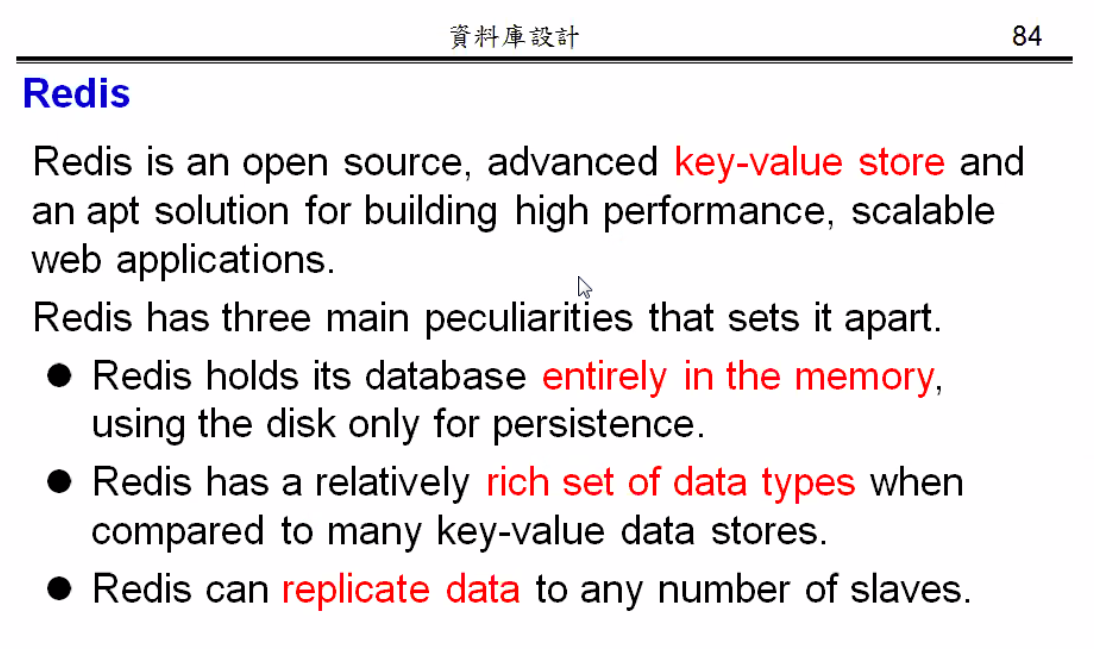 資料庫設計 84
Redis
Redis is an open source, advanced key-value store and
an apt solution for building high performance, scalable
web applications.
Redis has three main peculiarities that sets it apart.
● Redis holds its database entirely in the memory,
using the disk only for persistence.
● Redis has a relatively rich set of data types when
compared to many key-value data stores.
● Redis can replicate data to any number of slaves.